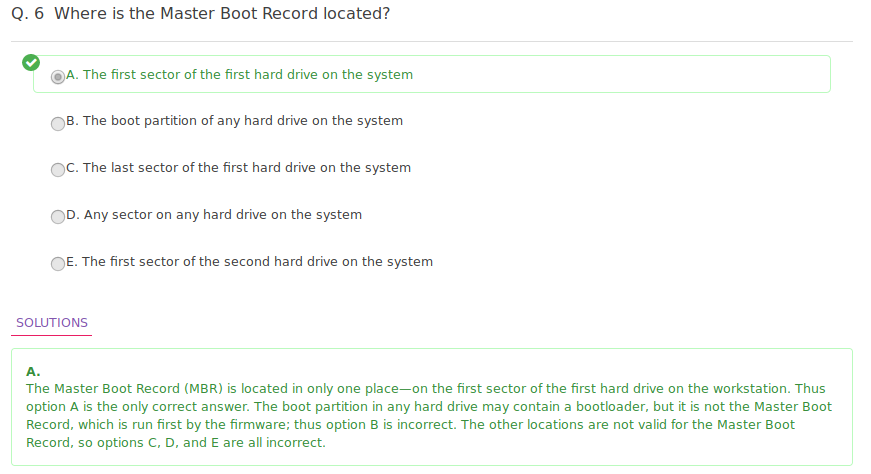 Q. 6  Where is the Master Boot Record located?
A. The first sector of the first hard drive on the system
B. The boot partition of any hard drive on the system
C. The last sector of the first hard drive on the system
D. Any sector on any hard drive on the system
E. The first sector of the second hard drive on the system
SOLUTIONS
A.
The Master Boot Record (MBR) is located in only one place—on the first sector of the first hard drive on the workstation. Thus
option A is the only correct answer. The boot partition in any hard drive may contain a bootloader, but it is not the Master Boot
Record, which is run first by the firmware; thus option B is incorrect. The other locations are not valid for the Master Boot
Record, so options C, D, and E are all incorrect.